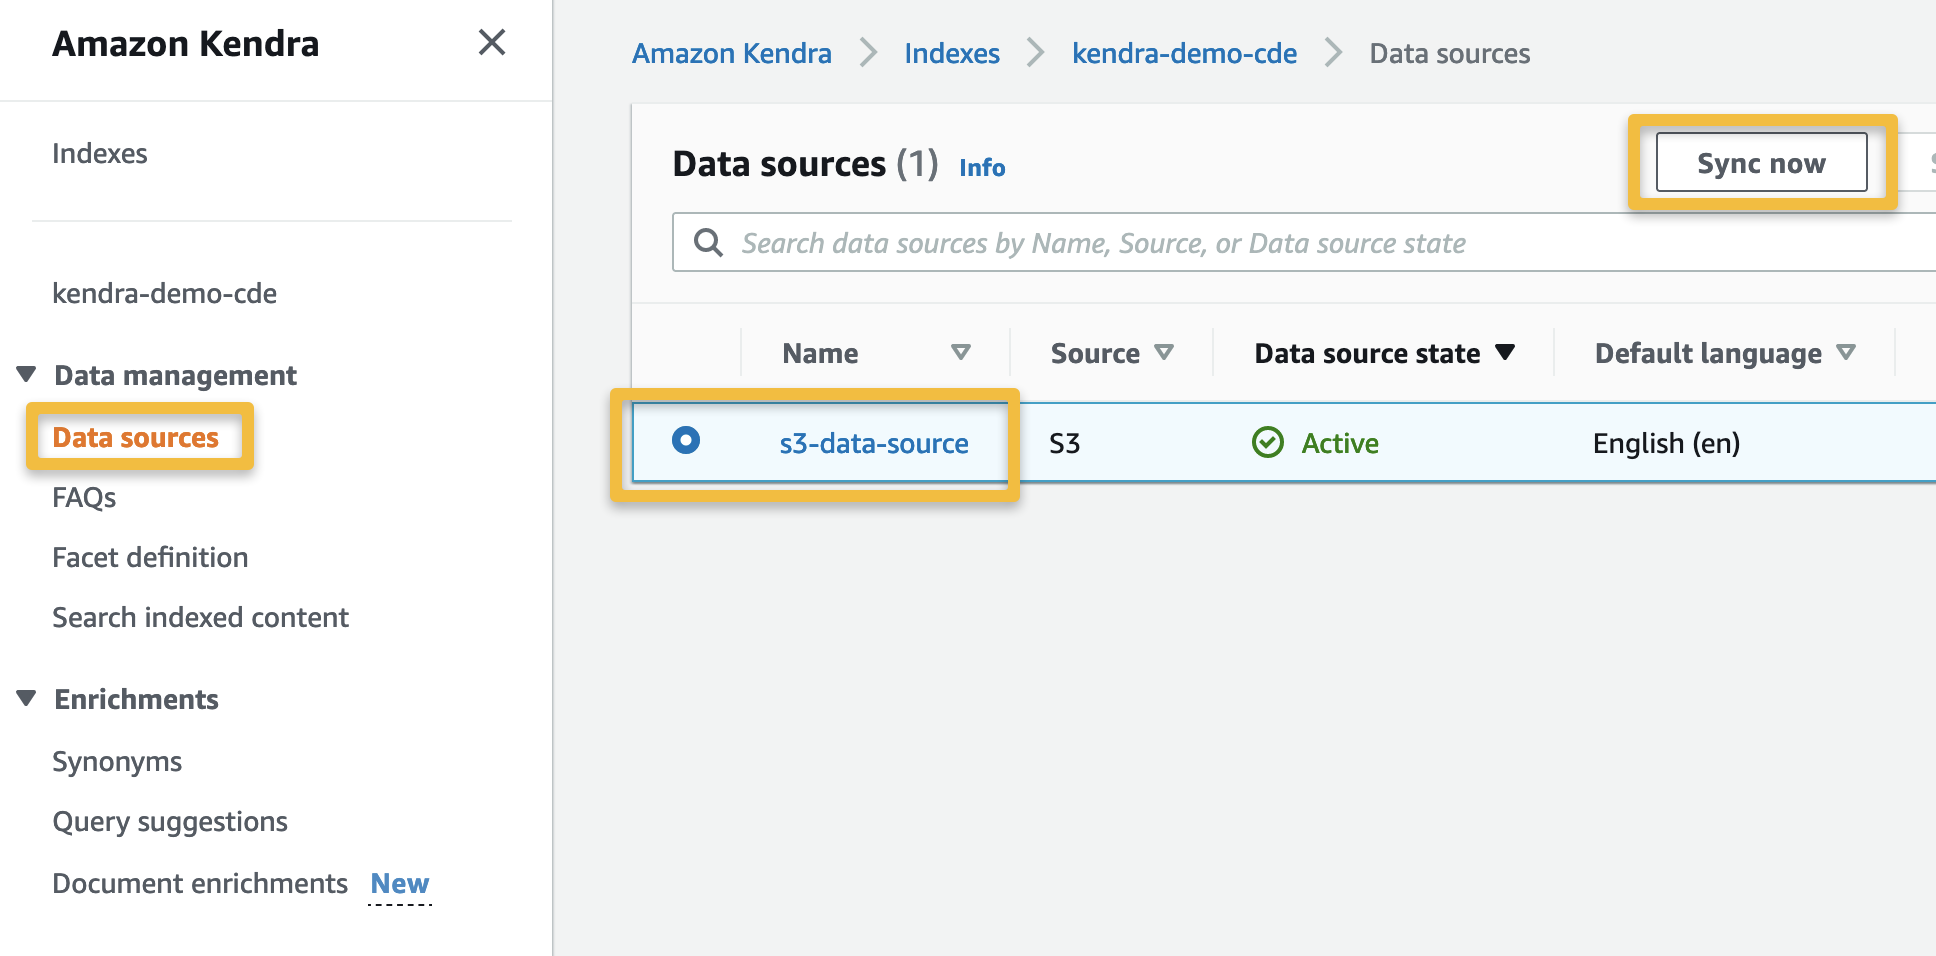 Amazon Kendra
Indexes
kendra-demo-cde
Data management
Data sources
FAQs
Facet definition
Search indexed content
Enrichments
Synonyms
Query suggestions
Document enrichments New
Amazon Kendra Indexes kendra-demo-cde Data sources
Data sources (1) Info
Sync now
Search data sources by Name, Source, or Data source state
Name Source Data source state Default language
s3-data-source S3 Active English (en)